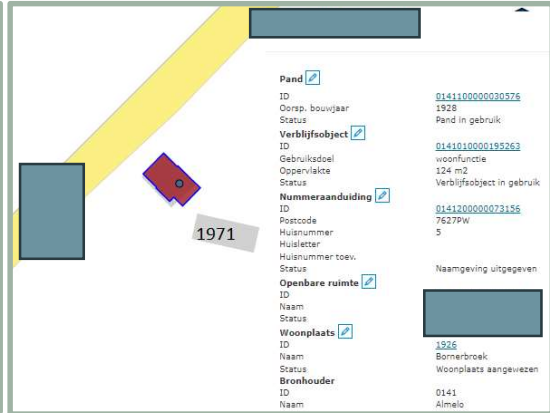 1971
Pand
ID 0141100000030576
Oorsp. bouwjaar 1928
Status Pand in gebruik
Verblijfsobject
ID 0141010000195263
Gebruiksdoel woonfunctie
Oppervlakte 124 m2
Status Verblijfsobject in gebruik
Nummeraanduiding
ID 0141200000073156
Postcode 7627PW
Huisnummer 5
Huisletter
Huisnummer toev.
Status Naamgeving uitgegeven
Openbare ruimte
ID
Naam
Status
Woonplaats
ID 1926
Naam Bornerbroek
Status Woonplaats aangewezen
Bronhouder
ID 0141
Naam Almelo